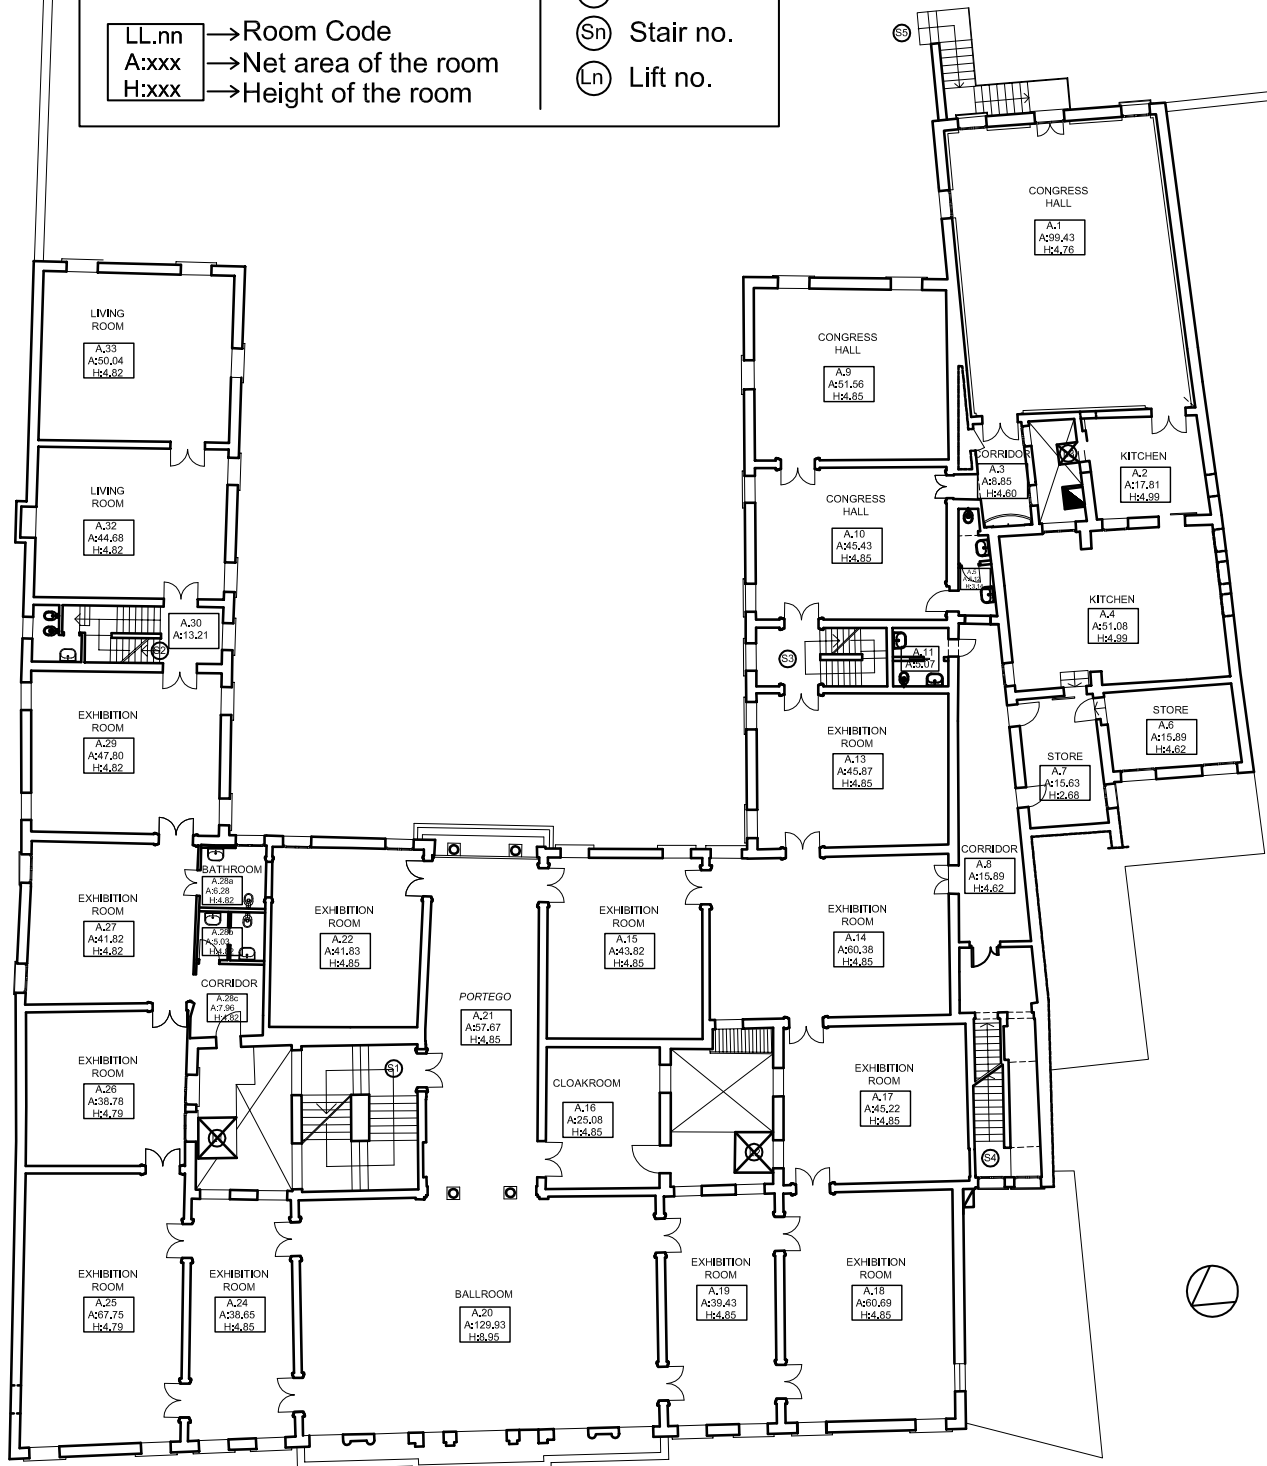 LL.nn Room Code
A:xxx Net area of the room
H:xxx Height of the room
Sn Stair no.
Ln Lift no.
S5
CONGRESS
HALL
A.1
A:99.43
H:4.76
LIVING
ROOM
A.33
A:50.04
H:4.82
CONGRESS
HALL
A.9
A:51.56
H:4.85
CORRIDOR
A.3
A:8.85
H:4.60
KITCHEN
A.2
A:17.81
H:4.99
LIVING
ROOM
A.32
A:44.68
H:4.82
CONGRESS
HALL
A.10
A:45.43
H:4.85
KITCHEN
A.4
A:51.08
H:4.99
A.30
A:13.21
S2
S3
A.11
A:5.07
EXHIBITION
ROOM
A.29
A:47.80
H:4.82
EXHIBITION
ROOM
A.13
A:45.87
H:4.85
STORE
A.6
A:15.89
H:4.62
STORE
A.7
A:15.63
H:2.68
CORRIDOR
A.8
A:15.89
H:4.62
BATHROOM
A.28a
A:6.28
H:4.82
EXHIBITION
ROOM
A.27
A:41.82
H:4.82
A.28b
A:5.03
EXHIBITION
ROOM
A.22
A:41.83
H:4.85
EXHIBITION
ROOM
A.15
A:43.82
H:4.85
EXHIBITION
ROOM
A.14
A:60.38
H:4.85
CORRIDOR
A.28c
A:7.96
H:4.82
PORTEGO
A.21
A:57.67
H:4.85
S1
EXHIBITION
ROOM
A.26
A:38.78
H:4.79
CLOAKROOM
A.16
A:25.08
H:4.85
EXHIBITION
ROOM
A.17
A:45.22
H:4.85
S4
EXHIBITION
ROOM
A.25
A:67.75
H:4.79
EXHIBITION
ROOM
A.24
A:38.65
H:4.85
BALLROOM
A.20
A:129.93
H:8.95
EXHIBITION
ROOM
A.19
A:39.43
H:4.85
EXHIBITION
ROOM
A.18
A:60.69
H:4.85